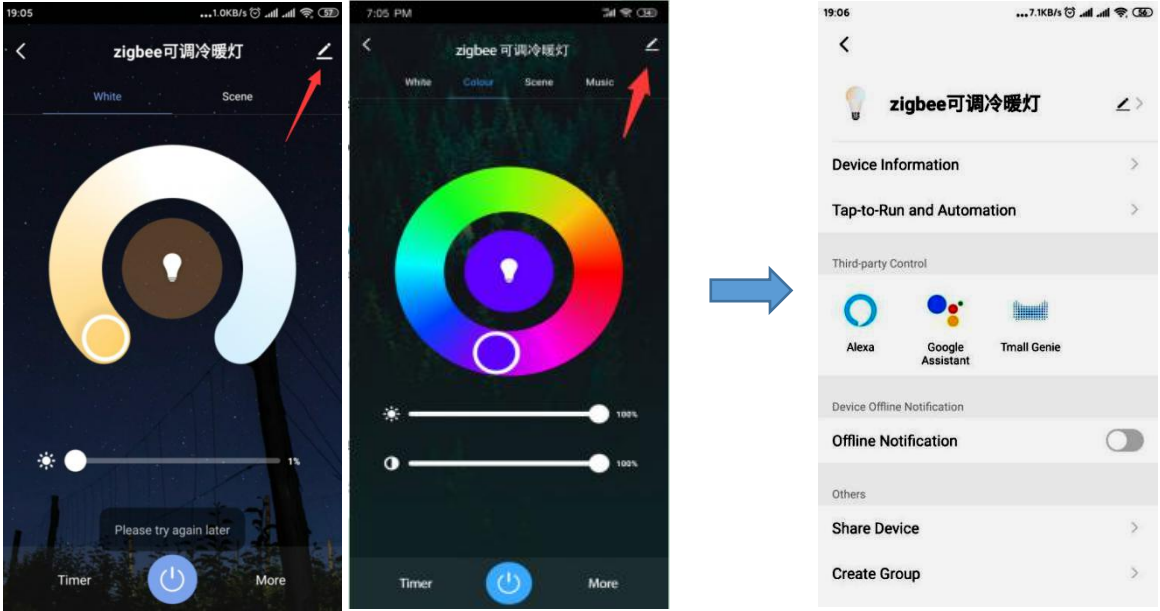 19:05
...1.0KB/s
57
zigbee可调冷暖灯
White
Scene
1%
Please try again later
Timer
More
7:05 PM
zigbee 可调冷暖灯
White
Colour
Scene
Music
100%
100%
Timer
More
19:06
...7.1KB/s
56
zigbee可调冷暖灯
Device Information
Tap-to-Run and Automation
Third-party Control
Alexa
Google
Assistant
Tmall Genie
Device Offline Notification
Offline Notification
Others
Share Device
Create Group